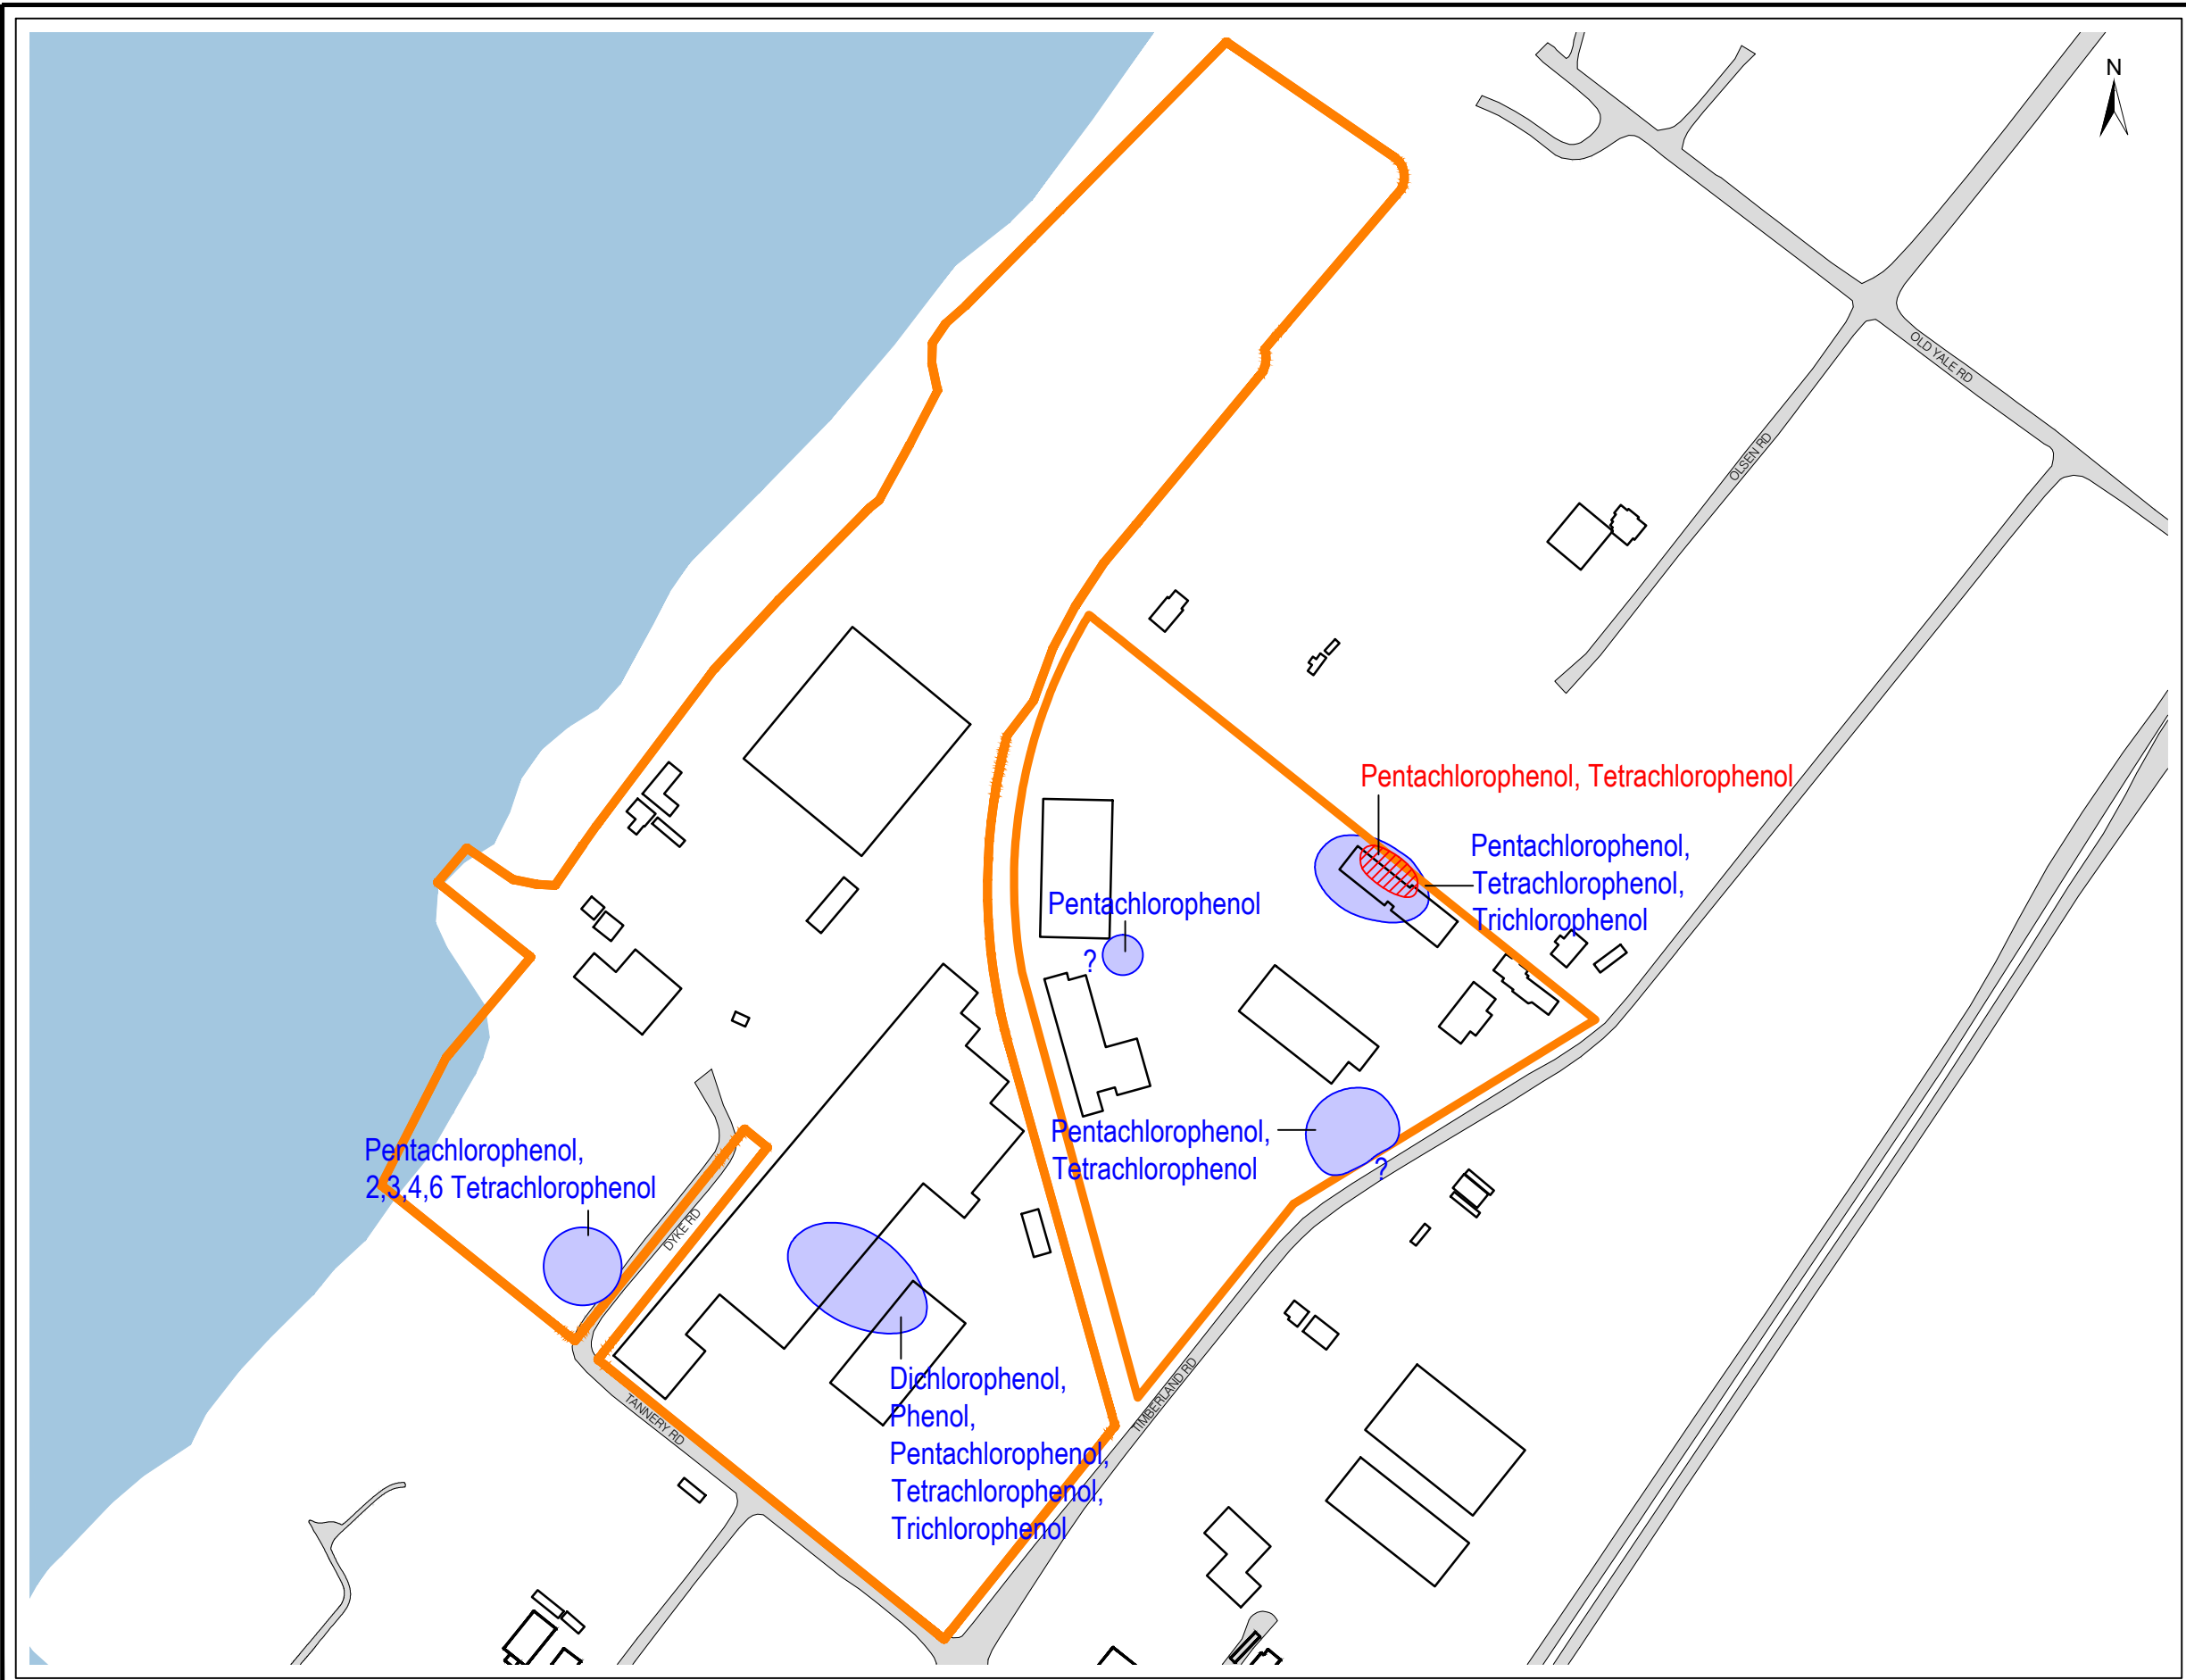 N
OLD YALE RD
OLSEN RD
Pentachlorophenol, Tetrachlorophenol
Pentachlorophenol,
Tetrachlorophenol,
Trichlorophenol
Pentachlorophenol
?
Pentachlorophenol,
Tetrachlorophenol
?
Pentachlorophenol,
2,3,4,6 Tetrachlorophenol
DYKE RD
Dichlorophenol,
Phenol,
Pentachlorophenol,
Tetrachlorophenol,
Trichlorophenol
TANNERY RD
TIMBERLAND RD